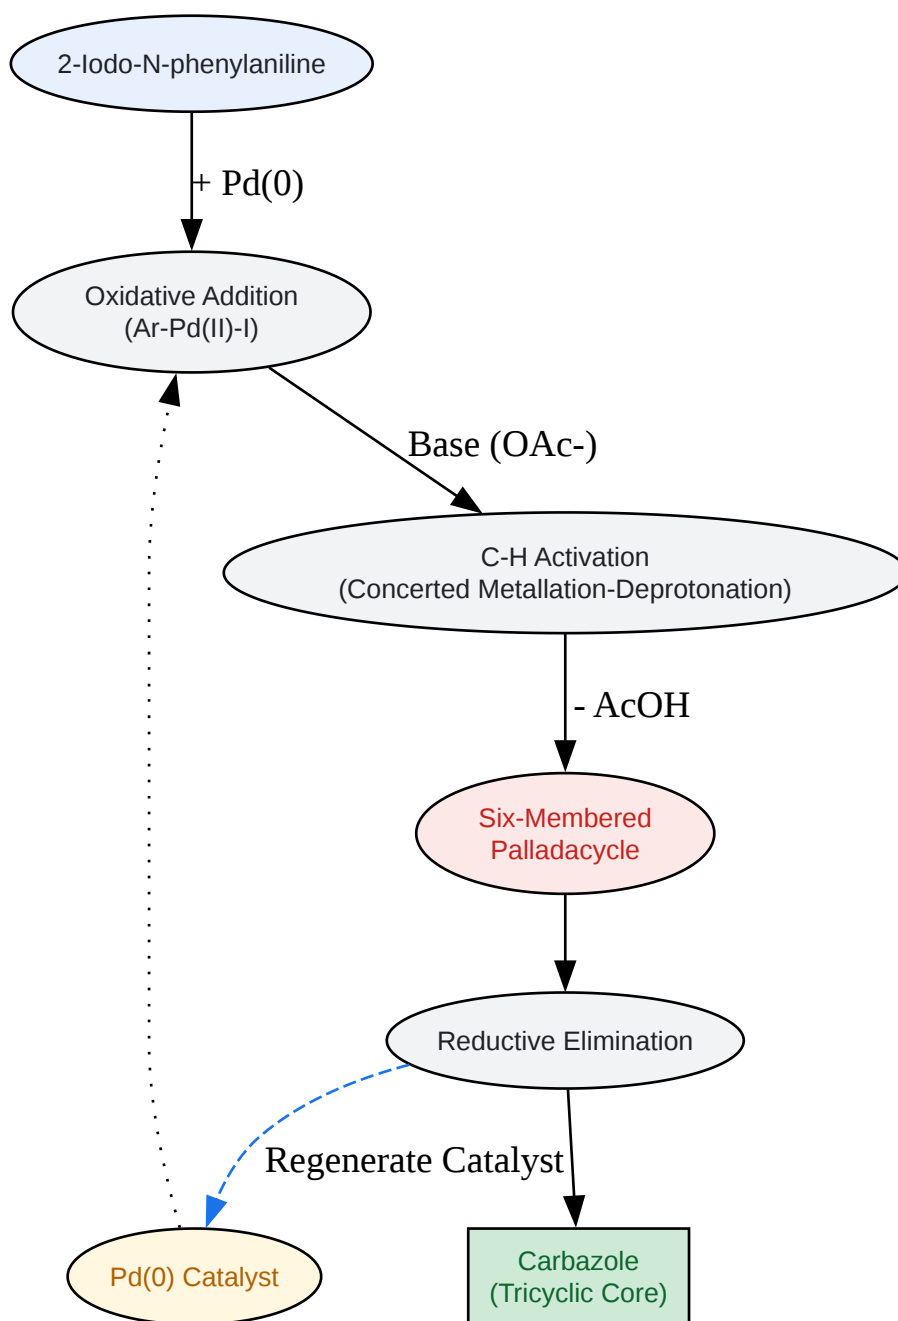 2-Iodo-N-phenylaniline
+ Pd(0)
Oxidative Addition
(Ar-Pd(II)-I)
Base (OAc-)
C-H Activation
(Concerted Metallation-Deprotonation)
- AcOH
Six-Membered
Palladacycle
Reductive Elimination
Regenerate Catalyst
Pd(0) Catalyst
Carbazole
(Tricyclic Core)